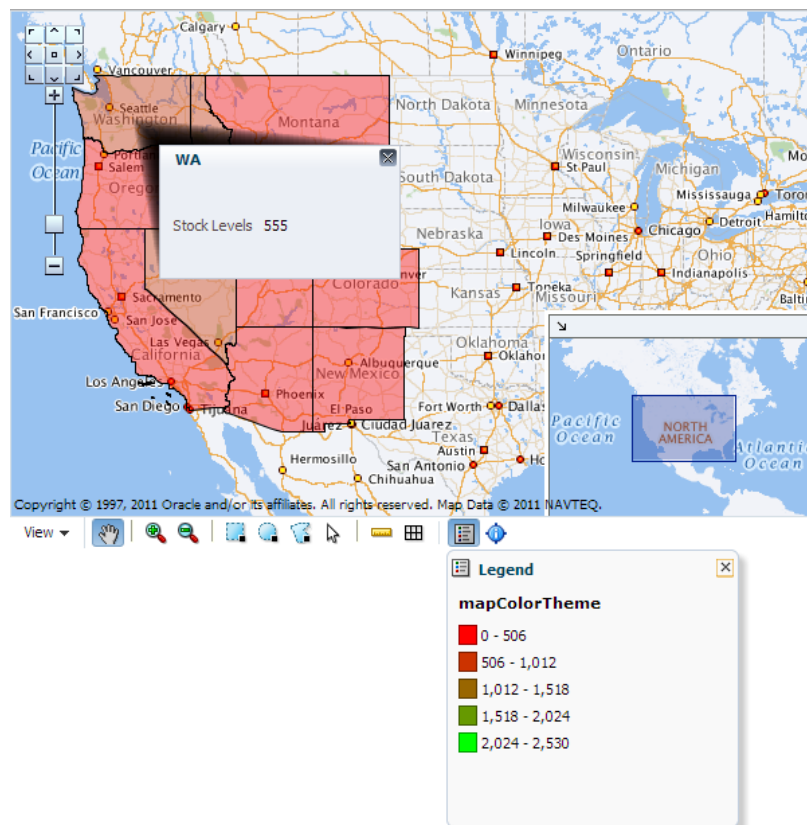 Calgary
Winnipeg
Ontario
Vancouver
North Dakota
Minnesota
Seattle
Washington
Montana
Pacific
Ocean
Portland
Salem
Oregon
WA
Stock Levels 555
South Dakota
Wisconsin
St Paul
Michigan
Mississauga
Milwaukee
Detroit
Chicago
Nebraska
Iowa
Des Moines
Lincoln
Springfield
Ohio
Indianapolis
Colorado
Kansas
Topeka
Missouri
Sacramento
San Francisco
San Jose
California
Las Vegas
Oklahoma
Albuquerque
New Mexico
Los Angeles
Phoenix
San Diego
Tijuana
El Paso
Juarez
Ciudad Juarez
Fort Worth
Dallas
Texas
Austin
San Antonio
Hermosillo
Chihuahua
Pacific
Ocean
NORTH
AMERICA
Atlantic
Ocean
Copyright © 1997, 2011 Oracle and/or its affiliates. All rights reserved. Map Data © 2011 NAVTEQ.
View
Legend
mapColorTheme
0 - 506
506 - 1,012
1,012 - 1,518
1,518 - 2,024
2,024 - 2,530